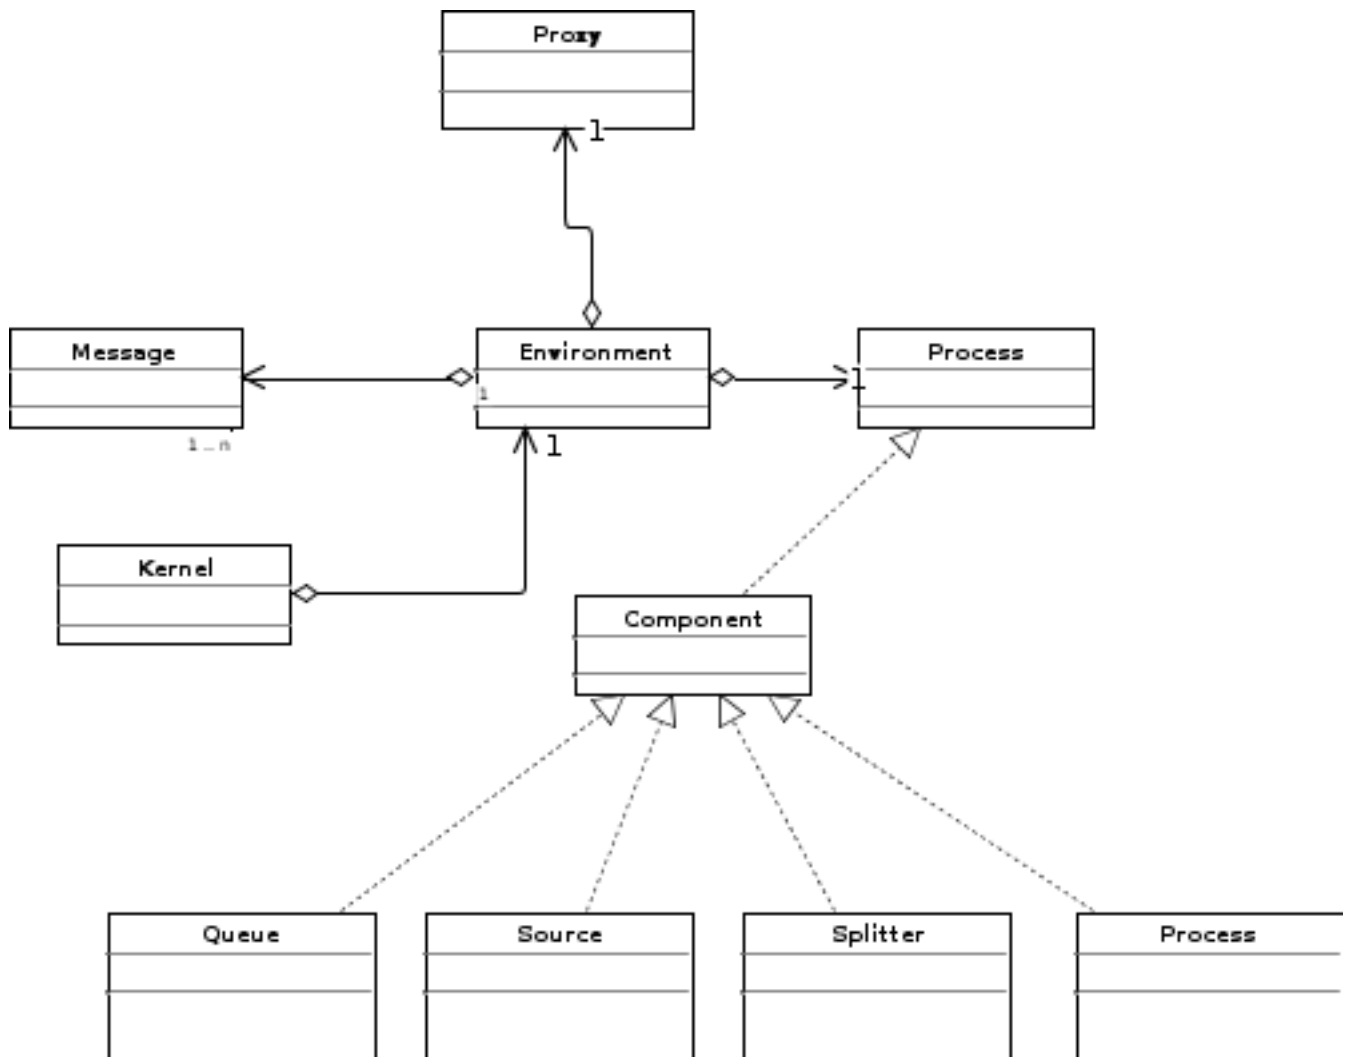 Proxy
1
Message
Environment
Process
1
1
1...n
1
Kernel
Component
Queue
Source
Splitter
Process